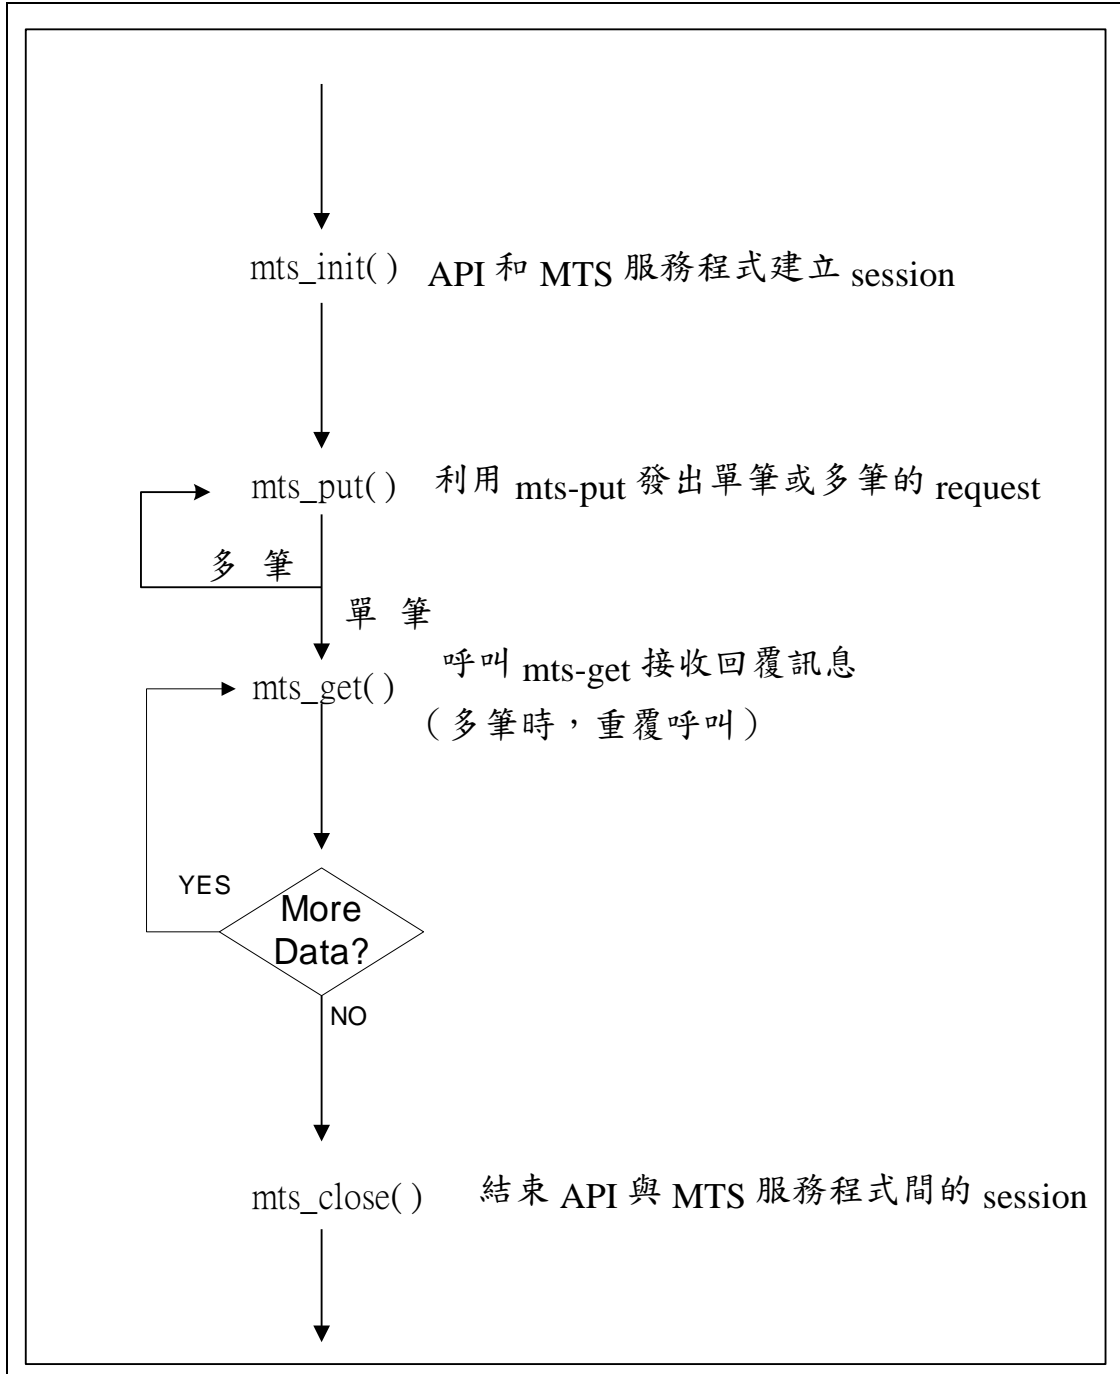 mts_init() API 和 MTS 服務程式建立 session
mts_put() 利用 mts-put 發出單筆或多筆的 request
多 筆
單 筆
呼叫 mts-get 接收回覆訊息
mts_get()
（多筆時，重覆呼叫）
YES
More
Data?
NO
mts_close() 結束 API 與 MTS 服務程式間的 session